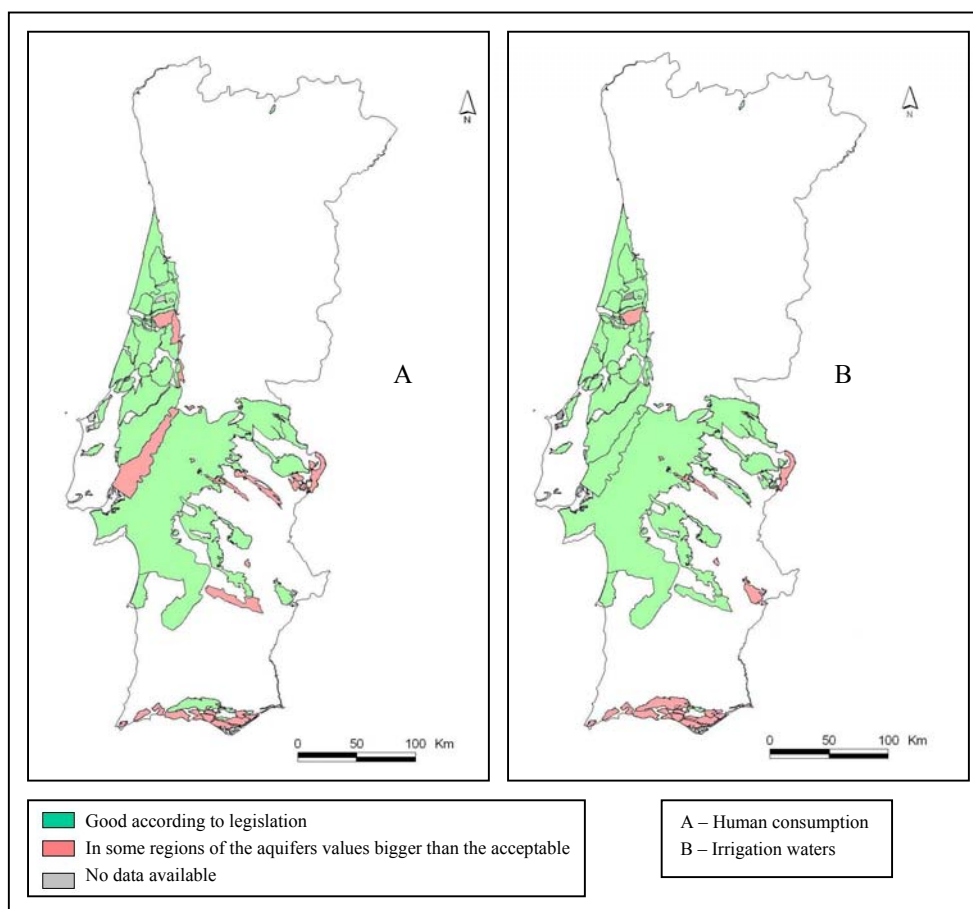 N
A
0 50 100 Km
N
B
0 50 100 Km
Good according to legislation
In some regions of the aquifers values bigger than the acceptable
No data available
A – Human consumption
B – Irrigation waters